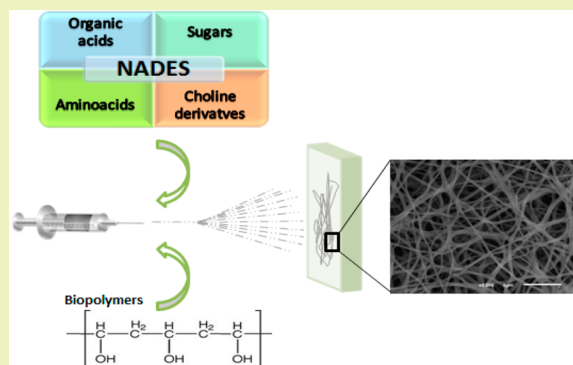 Organic
acids
Sugars
NADES
Aminoacids
Choline
derivatves
Biopolymers
H H₂ H H₂ H
C C C C C
OH OH OH